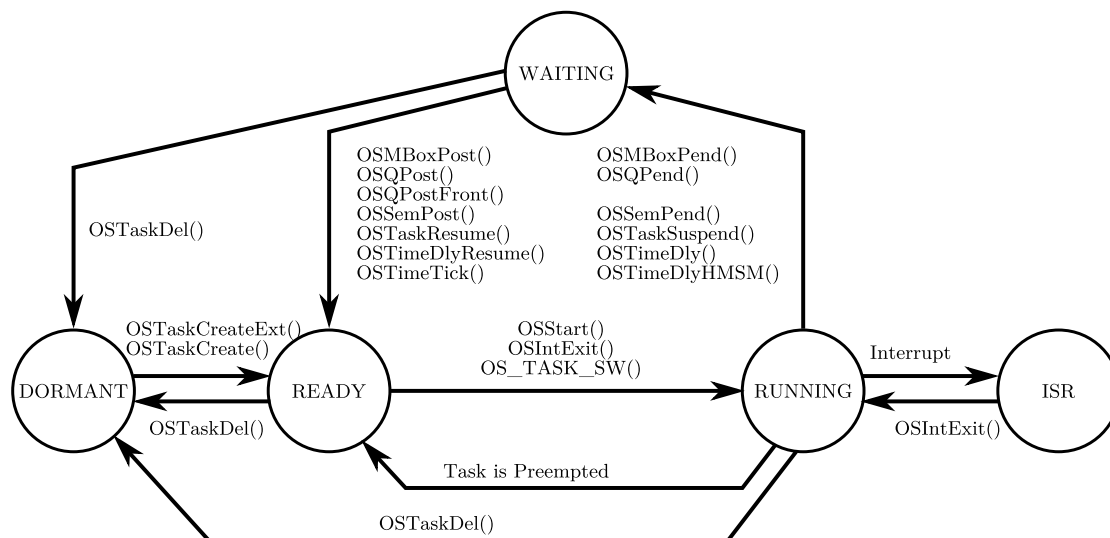 WAITING
OSMBoxPost()
OSQPost()
OSQPostFront()
OSSemPost()
OSTaskResume()
OSTimeDlyResume()
OSTimeTick()
OSMBoxPend()
OSQPend()
OSSemPend()
OSTaskSuspend()
OSTimeDly()
OSTimeDlyHMSM()
OSTaskDel()
OSTaskCreateExt()
OSTaskCreate()
OSStart()
OSIntExit()
OS_TASK_SW()
Interrupt
DORMANT
READY
RUNNING
ISR
OSTaskDel()
OSIntExit()
Task is Preempted
OSTaskDel()